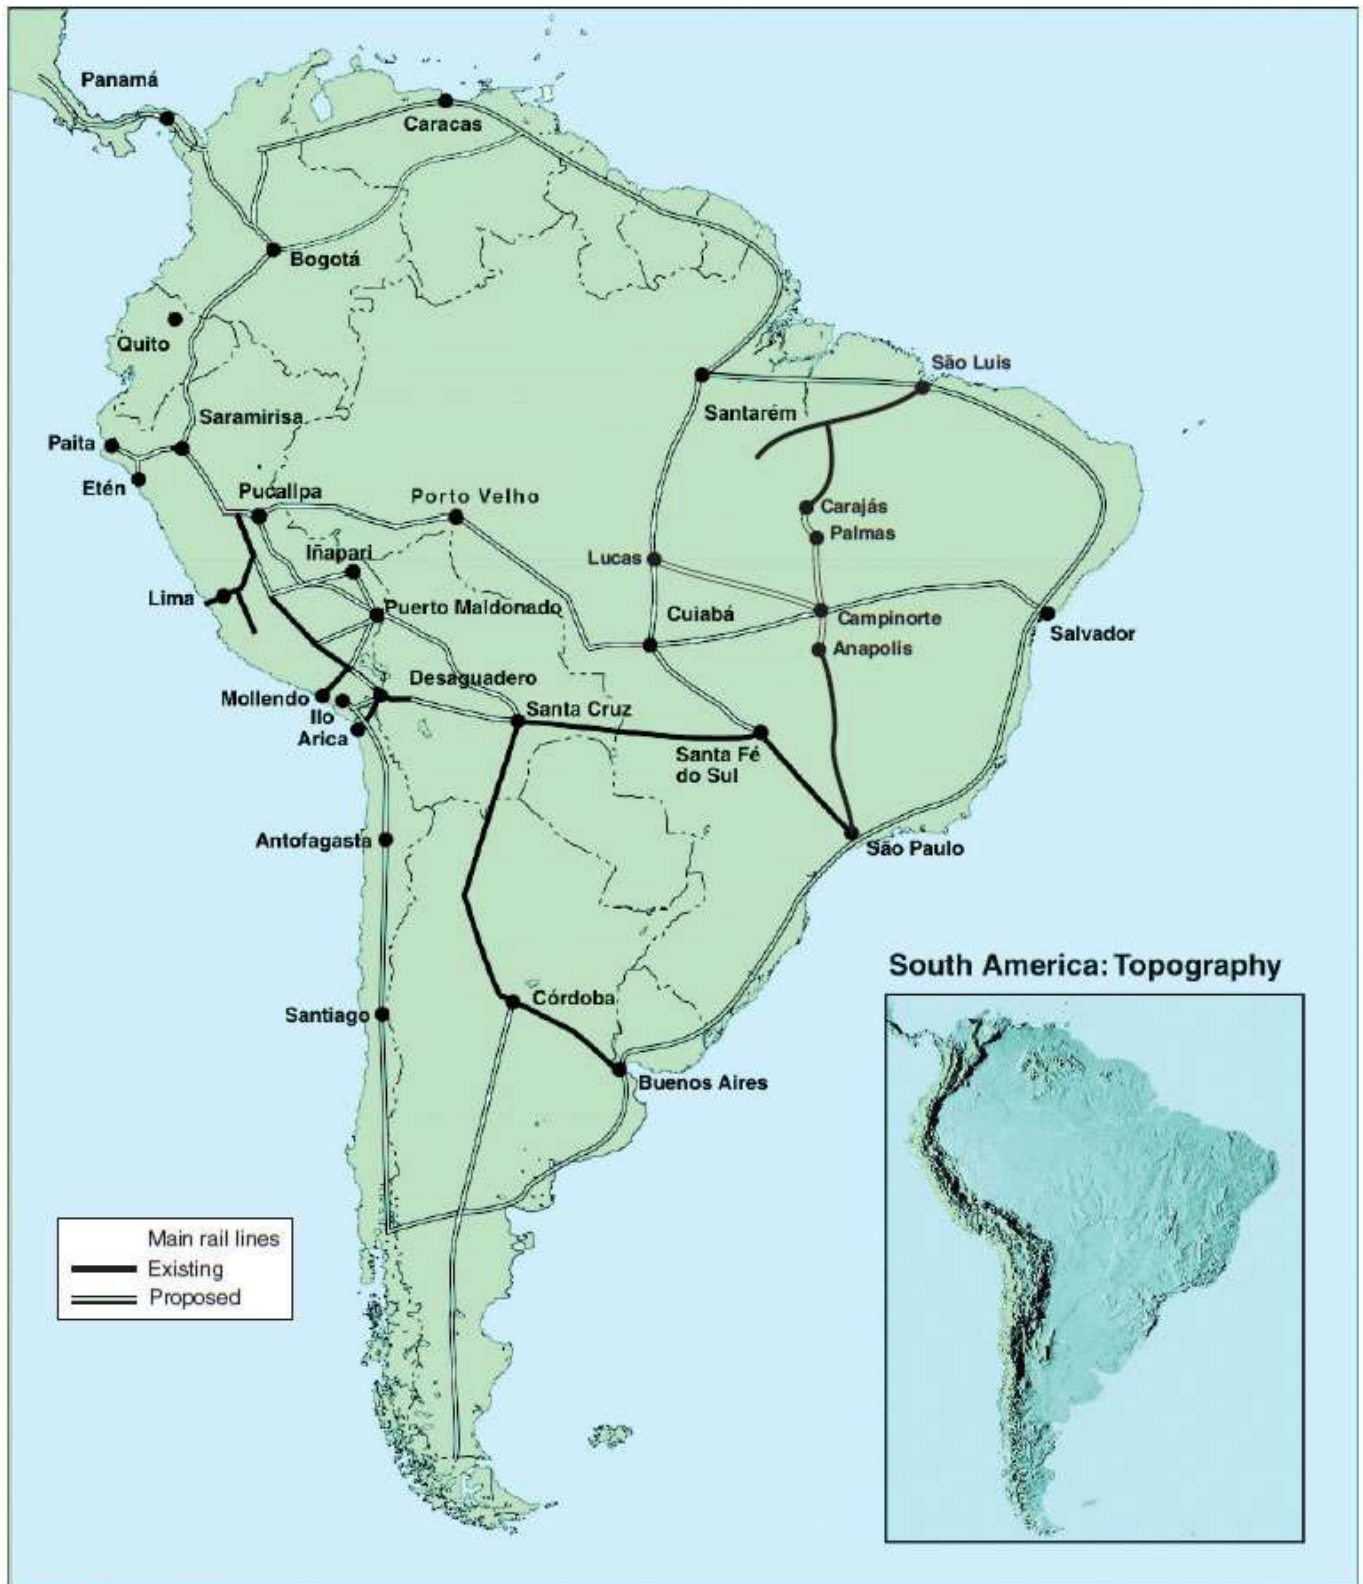 Panamá
Caracas
Bogotá
Quito
São Luis
Santarém
Saramirisa
Paita
Etén
Pucallpa
Porto Velho
Carajás
Palmas
Iñapari
Lucas
Lima
Puerto Maldonado
Cuiabá
Campinorte
Salvador
Anapolis
Desaguadero
Mollendo
Ilo
Santa Cruz
Arica
Santa Fé
do Sul
Antofagasta
São Paulo
South America: Topography
Córdoba
Santiago
Buenos Aires
Main rail lines
Existing
Proposed